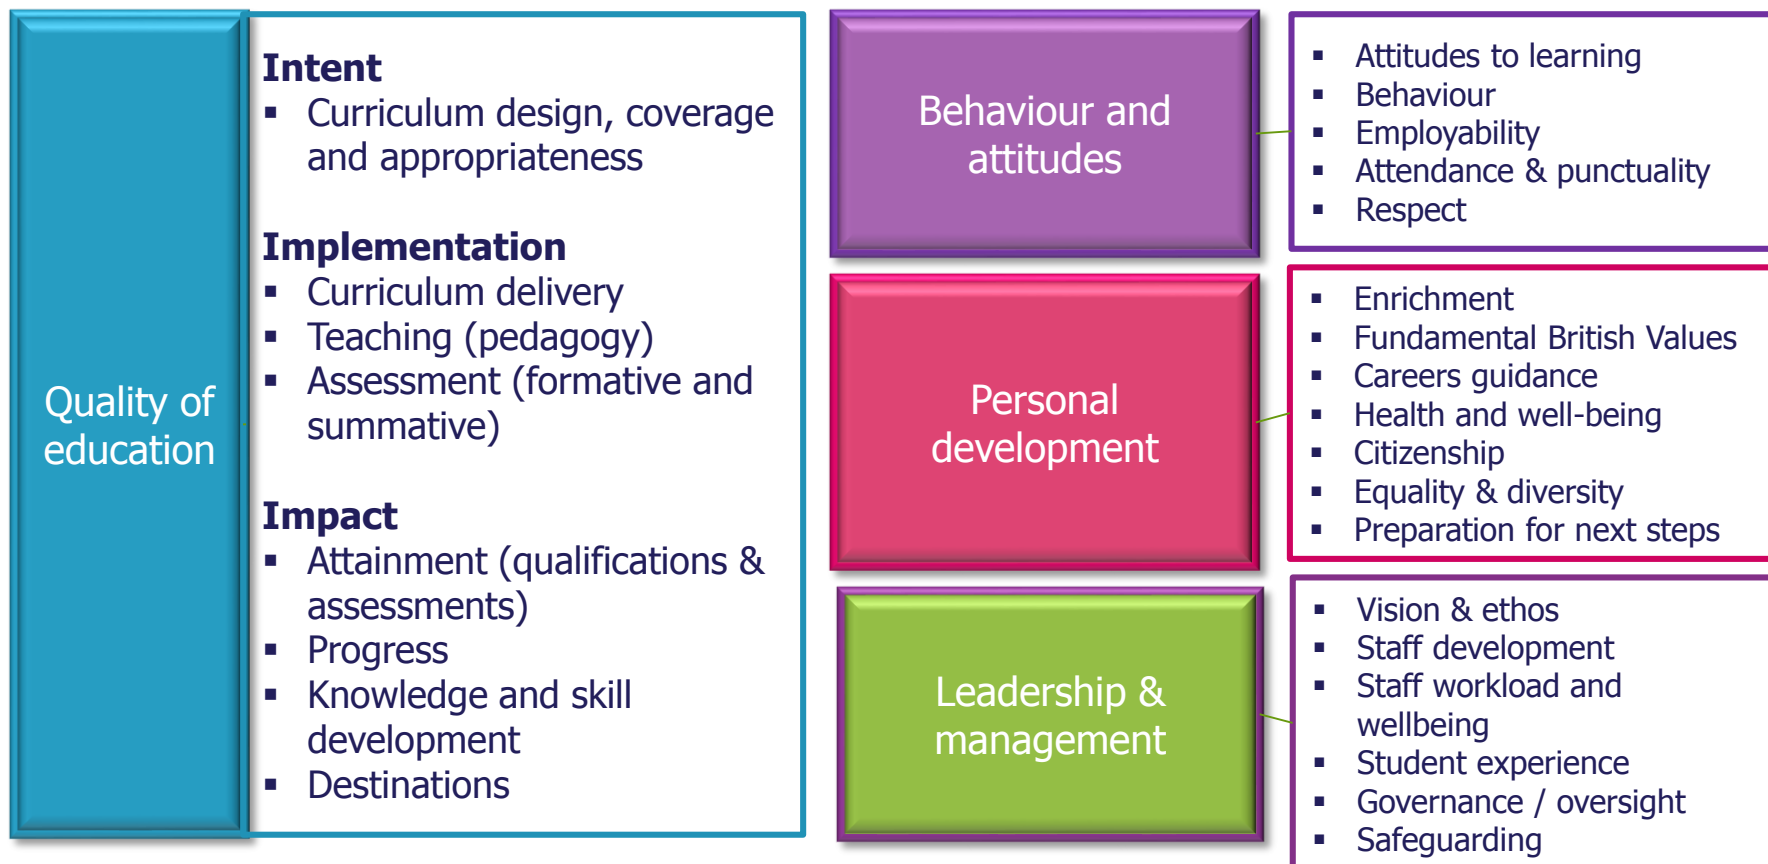 Quality of
education
Intent
▪ Curriculum design, coverage
and appropriateness
Implementation
▪ Curriculum delivery
▪ Teaching (pedagogy)
▪ Assessment (formative and
summative)
Impact
▪ Attainment (qualifications &
assessments)
▪ Progress
▪ Knowledge and skill
development
▪ Destinations
Behaviour and
attitudes
▪ Attitudes to learning
▪ Behaviour
▪ Employability
▪ Attendance & punctuality
▪ Respect
Personal
development
▪ Enrichment
▪ Fundamental British Values
▪ Careers guidance
▪ Health and well-being
▪ Citizenship
▪ Equality & diversity
▪ Preparation for next steps
Leadership &
management
▪ Vision & ethos
▪ Staff development
▪ Staff workload and
wellbeing
▪ Student experience
▪ Governance / oversight
▪ Safeguarding